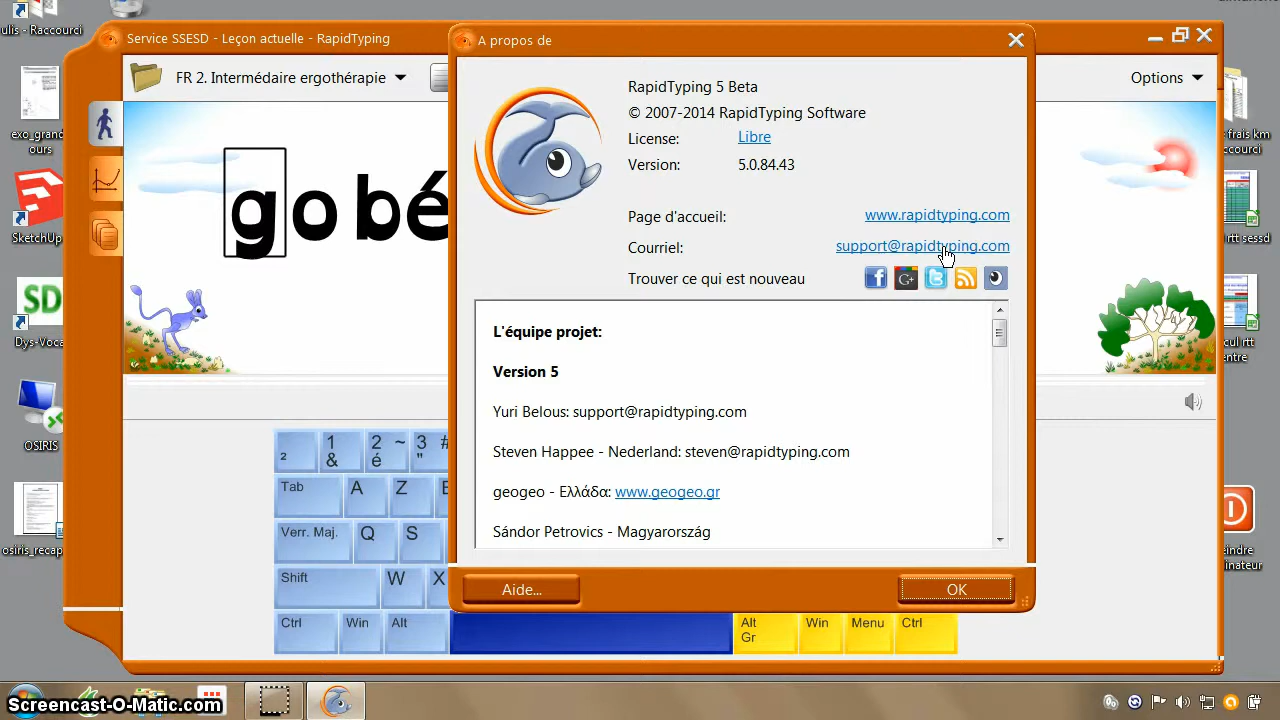 ulis - Raccourci
Service SSESD - Leçon actuelle - RapidTyping
A propos de
FR 2. Intermédaire ergothérapie
Options
exo_grand
ours
SketchUp
SD
Dys-Voca
OSIRIS
osiris_recap
gobé
RapidTyping 5 Beta
© 2007-2014 RapidTyping Software
License: Libre
Version: 5.0.84.43
Page d'accueil: www.rapidtyping.com
Courriel: support@rapidtyping.com
Trouver ce qui est nouveau
L'équipe projet:
Version 5
Yuri Belous: support@rapidtyping.com
Steven Happee - Nederland: steven@rapidtyping.com
geogeo - Ελλάδα: www.geogeo.gr
Sándor Petrovics - Magyarország
Aide...
OK
frais km
ccourci
rtt sessd
cul rtt
entre
eindre
dinateur
² 1 & 2 ~ é 3 # "
Tab A Z
Verr. Maj. Q S
Shift W X
Ctrl Win Alt Alt Gr Win Menu Ctrl
Screencast-O-Matic.com